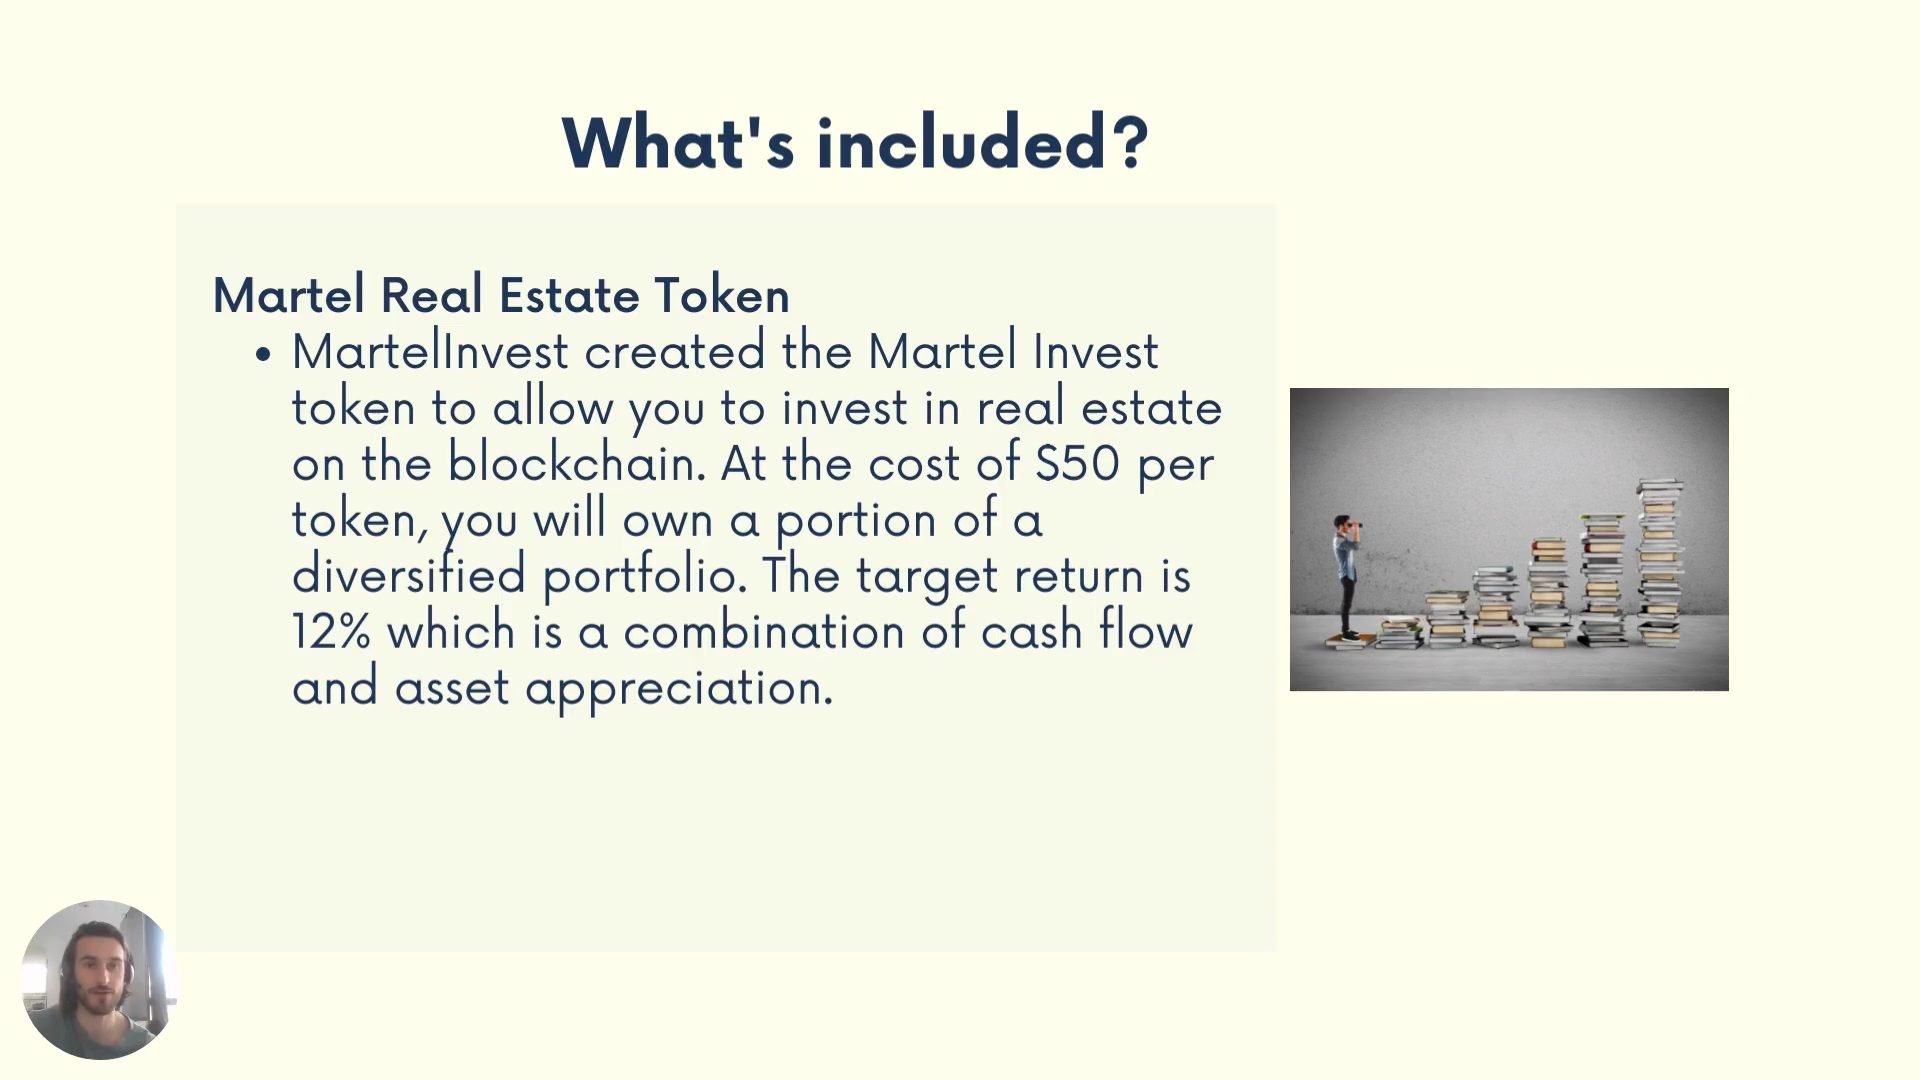 What's included?
Martel Real Estate Token
• MartelInvest created the Martel Invest
token to allow you to invest in real estate
on the blockchain. At the cost of $50 per
token, you will own a portion of a
diversified portfolio. The target return is
12% which is a combination of cash flow
and asset appreciation.